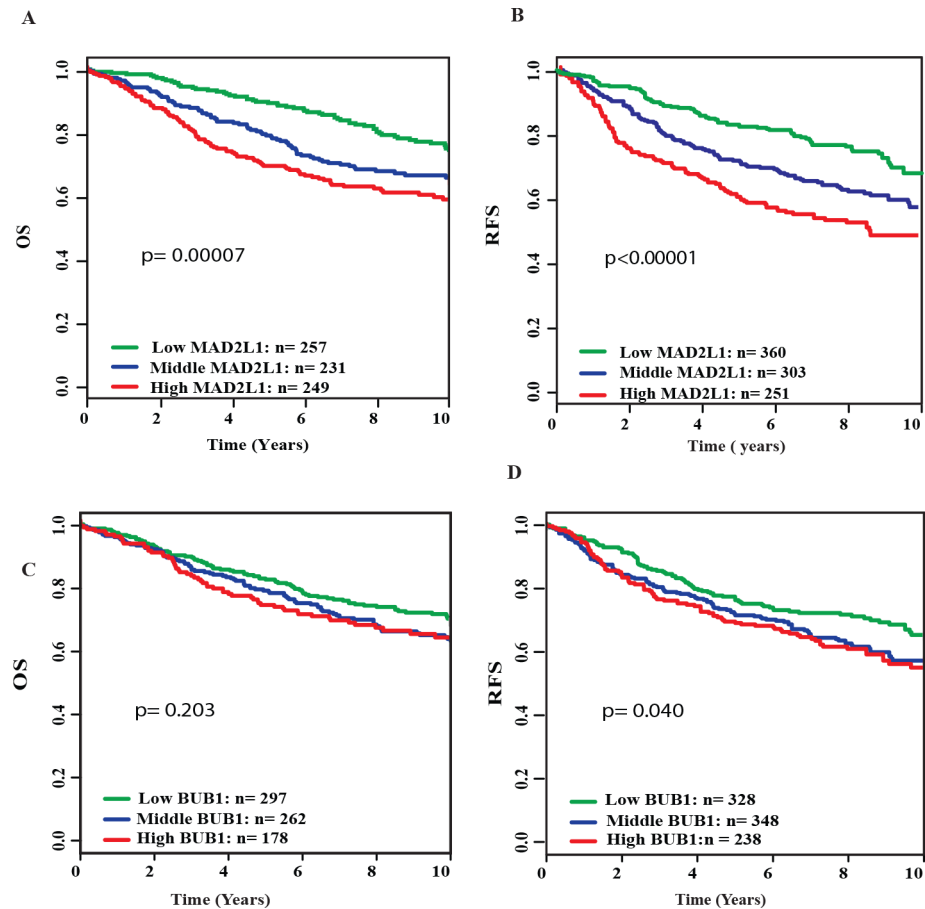 A
OS
1.0
0.8
0.6
0.4
0.2
0.0
p= 0.00007
Low MAD2L1: n= 257
Middle MAD2L1: n= 231
High MAD2L1: n= 249
0 2 4 6 8 10
Time (Years)
B
RFS
1.0
0.8
0.6
0.4
0.2
0.0
p<0.00001
Low MAD2L1: n= 360
Middle MAD2L1: n= 303
High MAD2L1: n= 251
0 2 4 6 8 10
Time ( years)
C
OS
1.0
0.8
0.6
0.4
0.2
0.0
p= 0.203
Low BUB1: n= 297
Middle BUB1: n= 262
High BUB1: n= 178
0 2 4 6 8 10
Time (Years)
D
RFS
1.0
0.8
0.6
0.4
0.2
0.0
p= 0.040
Low BUB1: n= 328
Middle BUB1: n= 348
High BUB1:n = 238
0 2 4 6 8 10
Time (Years)